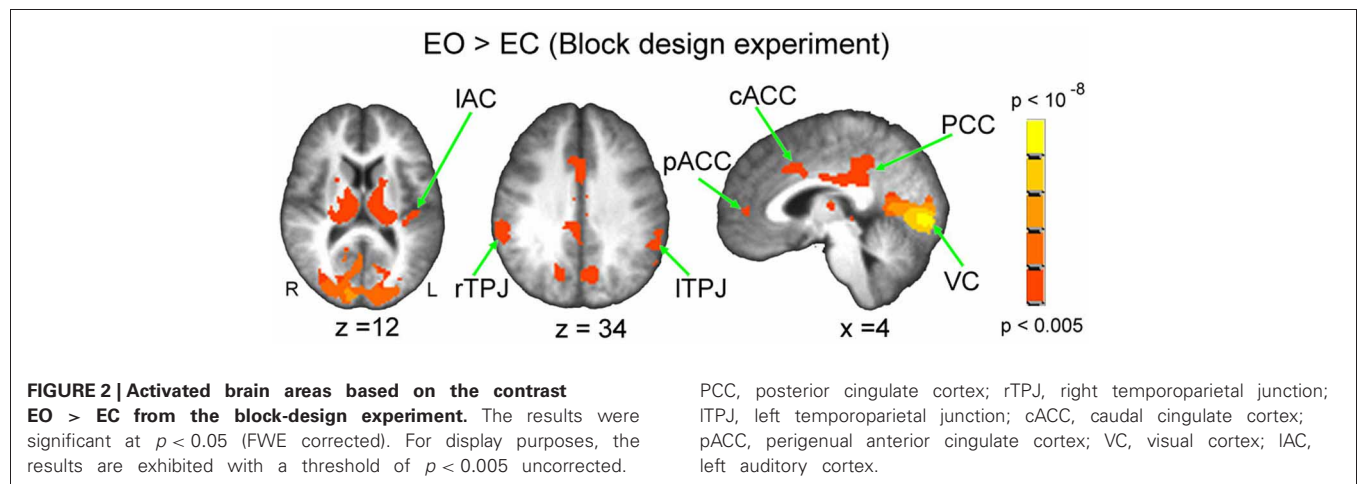 EO > EC (Block design experiment)
lAC
cACC
PCC
pACC
p < 10⁻⁸
R
L
rTPJ
lTPJ
VC
z =12
z = 34
x =4
p < 0.005
FIGURE 2 | Activated brain areas based on the contrast
EO > EC from the block-design experiment. The results were
significant at p < 0.05 (FWE corrected). For display purposes, the
results are exhibited with a threshold of p < 0.005 uncorrected.
PCC, posterior cingulate cortex; rTPJ, right temporoparietal junction;
lTPJ, left temporoparietal junction; cACC, caudal cingulate cortex;
pACC, perigenual anterior cingulate cortex; VC, visual cortex; lAC,
left auditory cortex.